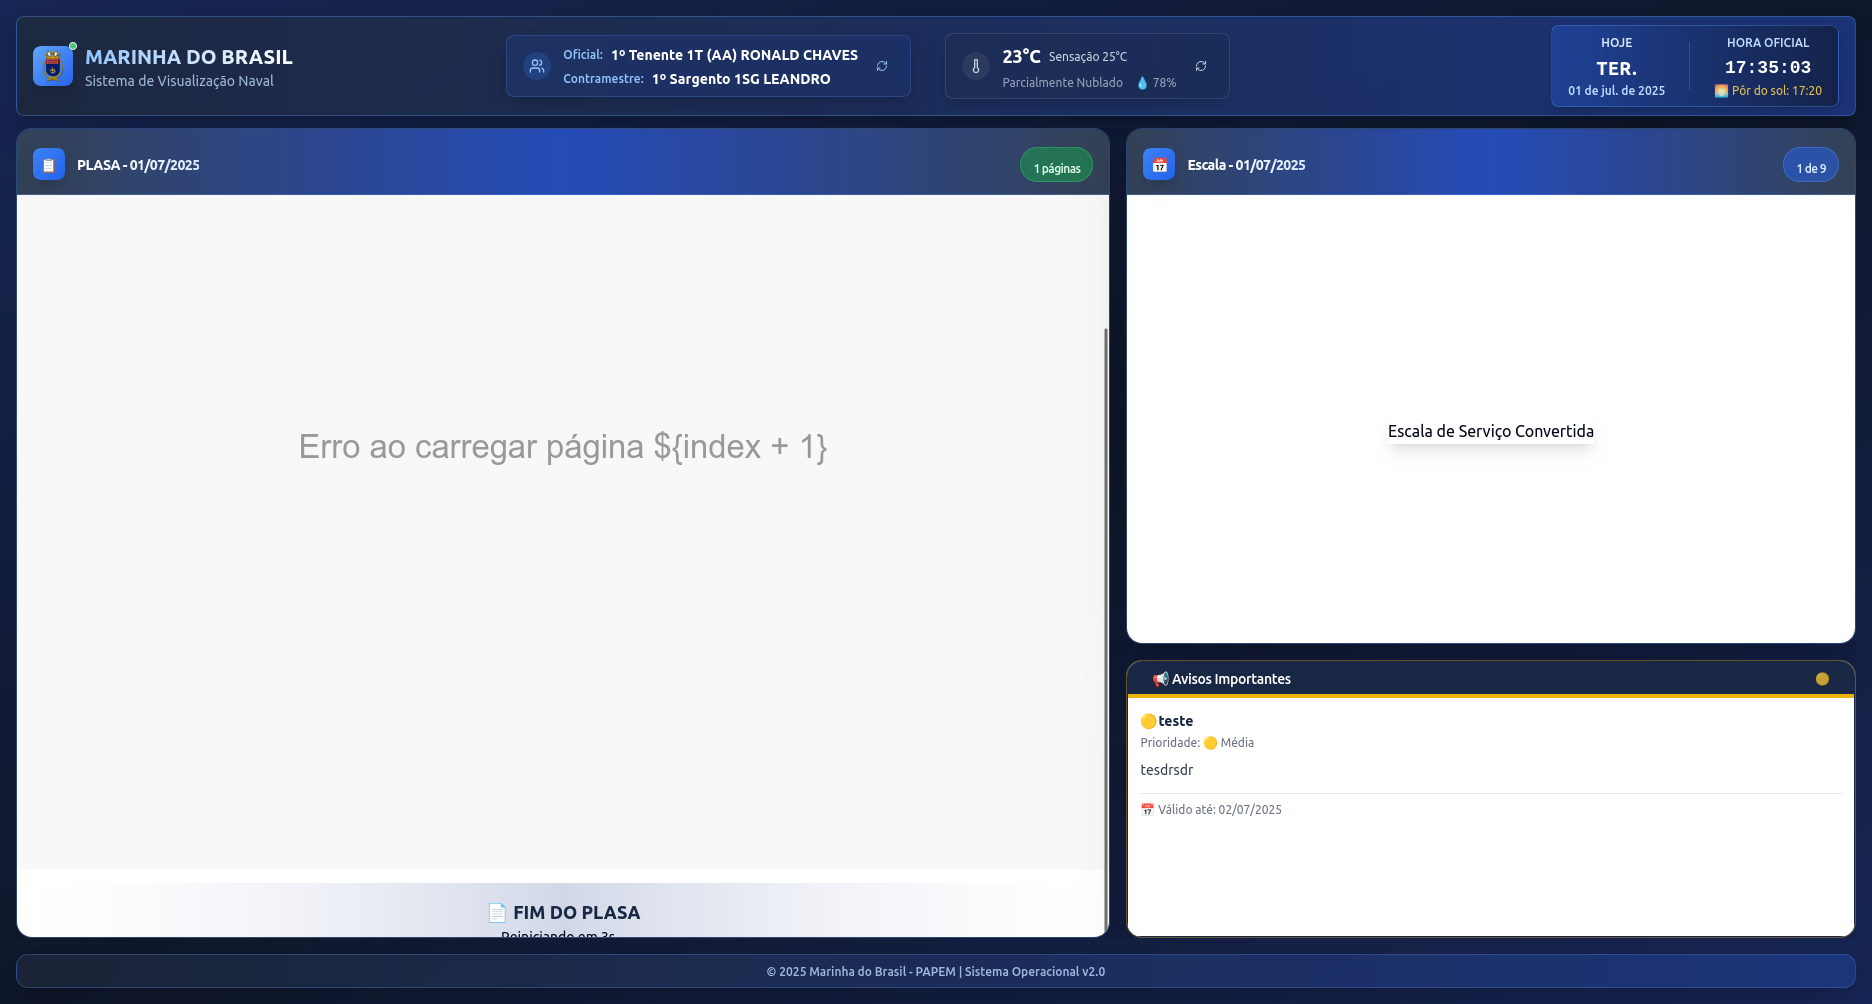 MARINHA DO BRASIL
Sistema de Visualização Naval
Oficial: 1º Tenente 1T (AA) RONALD CHAVES
Contramestre: 1º Sargento 1SG LEANDRO
23°C Sensação 25°C
Parcialmente Nublado 💧 78%
HOJE
TER.
01 de jul. de 2025
HORA OFICIAL
17:35:03
🌅 Pôr do sol: 17:20
PLASA - 01/07/2025
1 páginas
Erro ao carregar página ${index + 1}
📄 FIM DO PLASA
Reiniciando em 3s
Escala - 01/07/2025
1 de 9
Escala de Serviço Convertida
📢 Avisos Importantes
🟡 teste
Prioridade: 🟡 Média
tesdrsdr
📅 Válido até: 02/07/2025
© 2025 Marinha do Brasil - PAPEM | Sistema Operacional v2.0